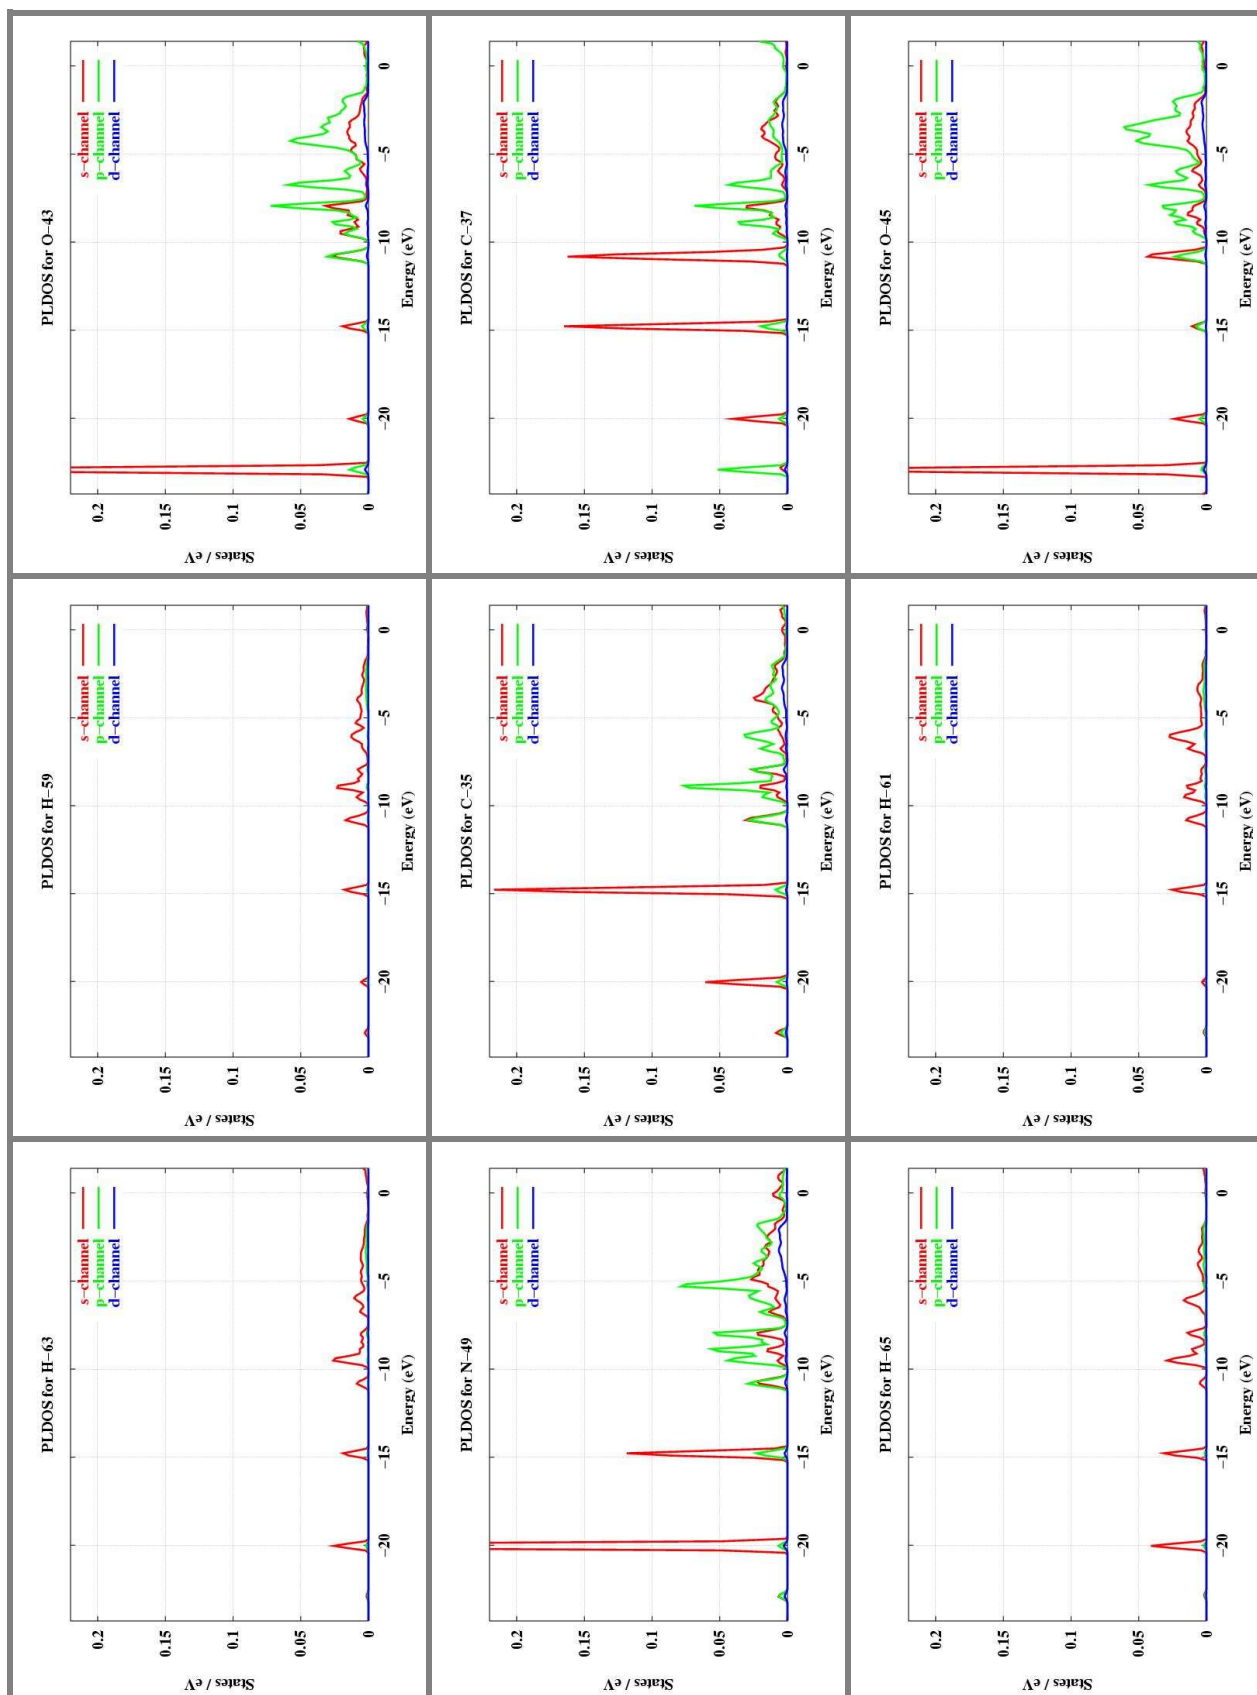 PLDOS for H−63
s−channel
p−channel
d−channel
States / eV
0.2
0.15
0.1
0.05
0
−20
−15
−10
−5
0
Energy (eV)
PLDOS for H−59
s−channel
p−channel
d−channel
States / eV
0.2
0.15
0.1
0.05
0
−20
−15
−10
−5
0
Energy (eV)
PLDOS for O−43
s−channel
p−channel
d−channel
States / eV
0.2
0.15
0.1
0.05
0
−20
−15
−10
−5
0
Energy (eV)
PLDOS for N−49
s−channel
p−channel
d−channel
States / eV
0.2
0.15
0.1
0.05
0
−20
−15
−10
−5
0
Energy (eV)
PLDOS for C−35
s−channel
p−channel
d−channel
States / eV
0.2
0.15
0.1
0.05
0
−20
−15
−10
−5
0
Energy (eV)
PLDOS for C−37
s−channel
p−channel
d−channel
States / eV
0.2
0.15
0.1
0.05
0
−20
−15
−10
−5
0
Energy (eV)
PLDOS for H−65
s−channel
p−channel
d−channel
States / eV
0.2
0.15
0.1
0.05
0
−20
−15
−10
−5
0
Energy (eV)
PLDOS for H−61
s−channel
p−channel
d−channel
States / eV
0.2
0.15
0.1
0.05
0
−20
−15
−10
−5
0
Energy (eV)
PLDOS for O−45
s−channel
p−channel
d−channel
States / eV
0.2
0.15
0.1
0.05
0
−20
−15
−10
−5
0
Energy (eV)